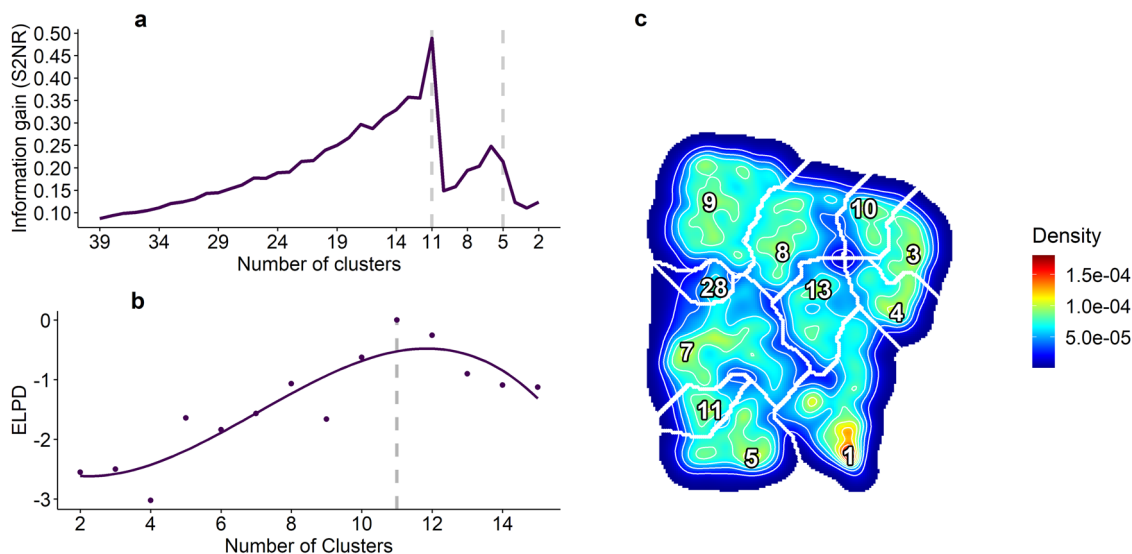 a
Information gain (S2NR)
0.50
0.45
0.40
0.35
0.30
0.25
0.20
0.15
0.10
39 34 29 24 19 14 11 8 5 2
Number of clusters
b
ELPD
0
-1
-2
-3
2 4 6 8 10 12 14
Number of Clusters
c
9
10
8
3
28
13
4
7
11
5
1
Density
1.5e-04
1.0e-04
5.0e-05